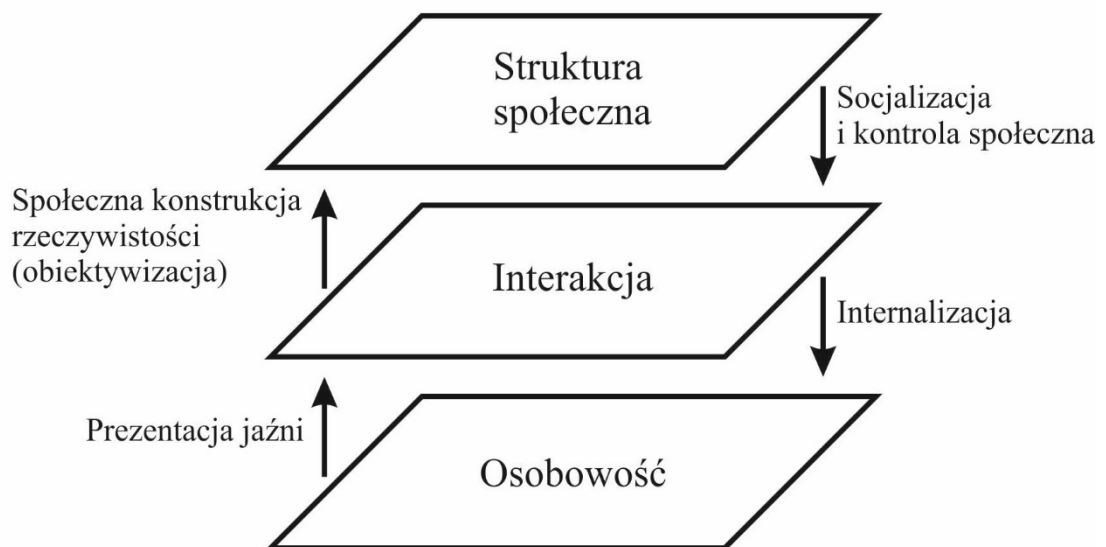 Struktura
społeczna
Socjalizacja
i kontrola społeczna
Społeczna konstrukcja
rzeczywistości
(obiektywizacja)
Interakcja
Internalizacja
Prezentacja jaźni
Osobowość